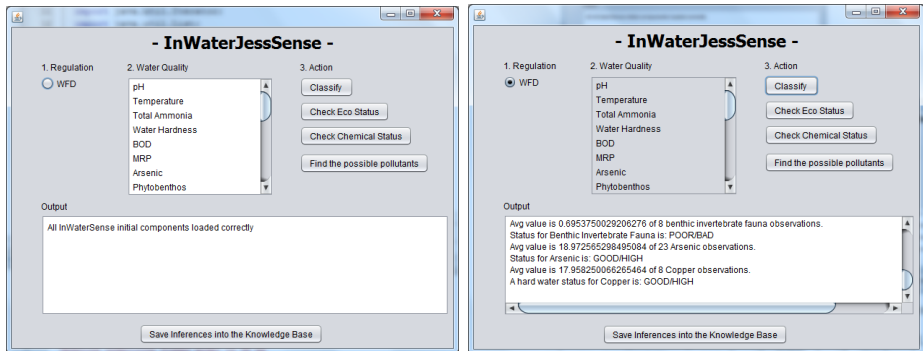 - InWaterJessSense -
1. Regulation 2. Water Quality 3. Action
WFD
pH
Temperature
Total Ammonia
Water Hardness
BOD
MRP
Arsenic
Phytobenthos
Classify
Check Eco Status
Check Chemical Status
Find the possible pollutants
Output
All InWaterSense initial components loaded correctly
Save Inferences into the Knowledge Base
- InWaterJessSense -
1. Regulation 2. Water Quality 3. Action
WFD
pH
Temperature
Total Ammonia
Water Hardness
BOD
MRP
Arsenic
Phytobenthos
Classify
Check Eco Status
Check Chemical Status
Find the possible pollutants
Output
Avg value is 0.6953750029206276 of 8 benthic invertebrate fauna observations.
Status for Benthic Invertebrate Fauna is: POOR/BAD
Avg value is 18.972565298495084 of 23 Arsenic observations.
Status for Arsenic is: GOOD/HIGH
Avg value is 17.958250066265464 of 8 Copper observations.
A hard water status for Copper is: GOOD/HIGH
Save Inferences into the Knowledge Base